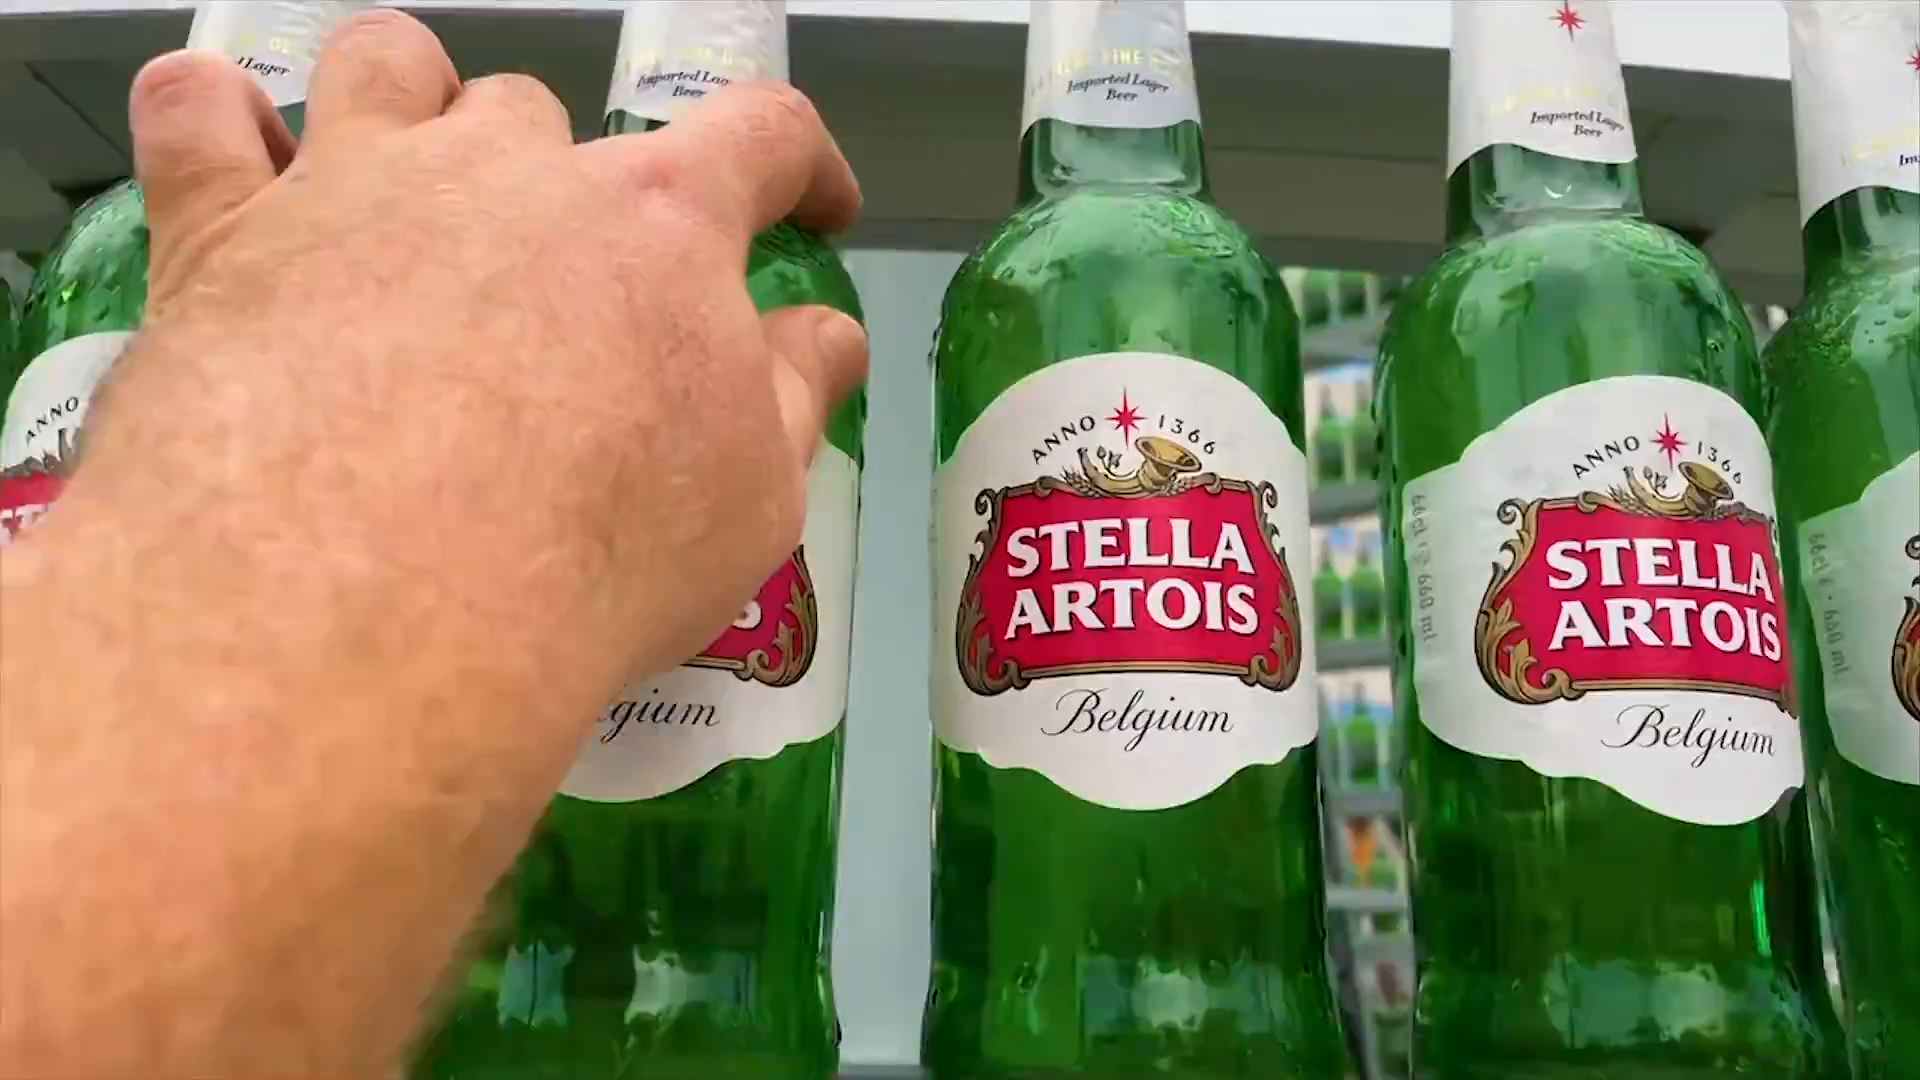 Lager
Imported Lager
Beer
Imported Lager
Beer
Imported Lager
Beer
ANNO
ANNO 1366
STELLA
ARTOIS
Belgium
ANNO 1366
STELLA
ARTOIS
Belgium
660 ml
660 ml